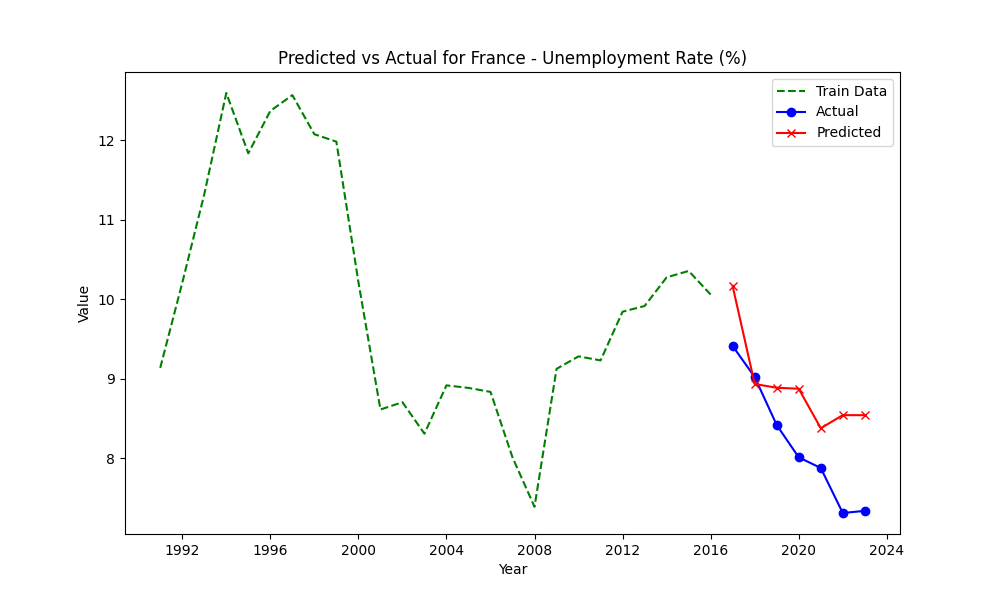 Predicted vs Actual for France - Unemployment Rate (%)
Train Data
Actual
Predicted
12
11
10
9
8
Value
1992 1996 2000 2004 2008 2012 2016 2020 2024
Year